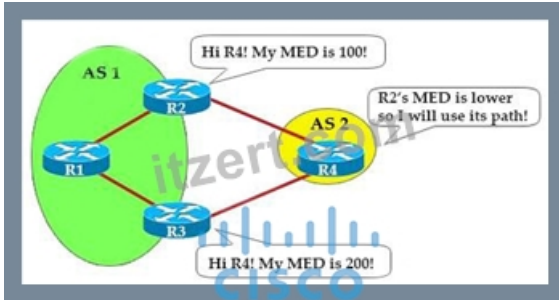 Hi R4! My MED is 100!
AS 1
R2
R2's MED is lower
so I will use its path!
AS 2
R1
R4
itzert.com
R3
Hi R4! My MED is 200!
CISCO